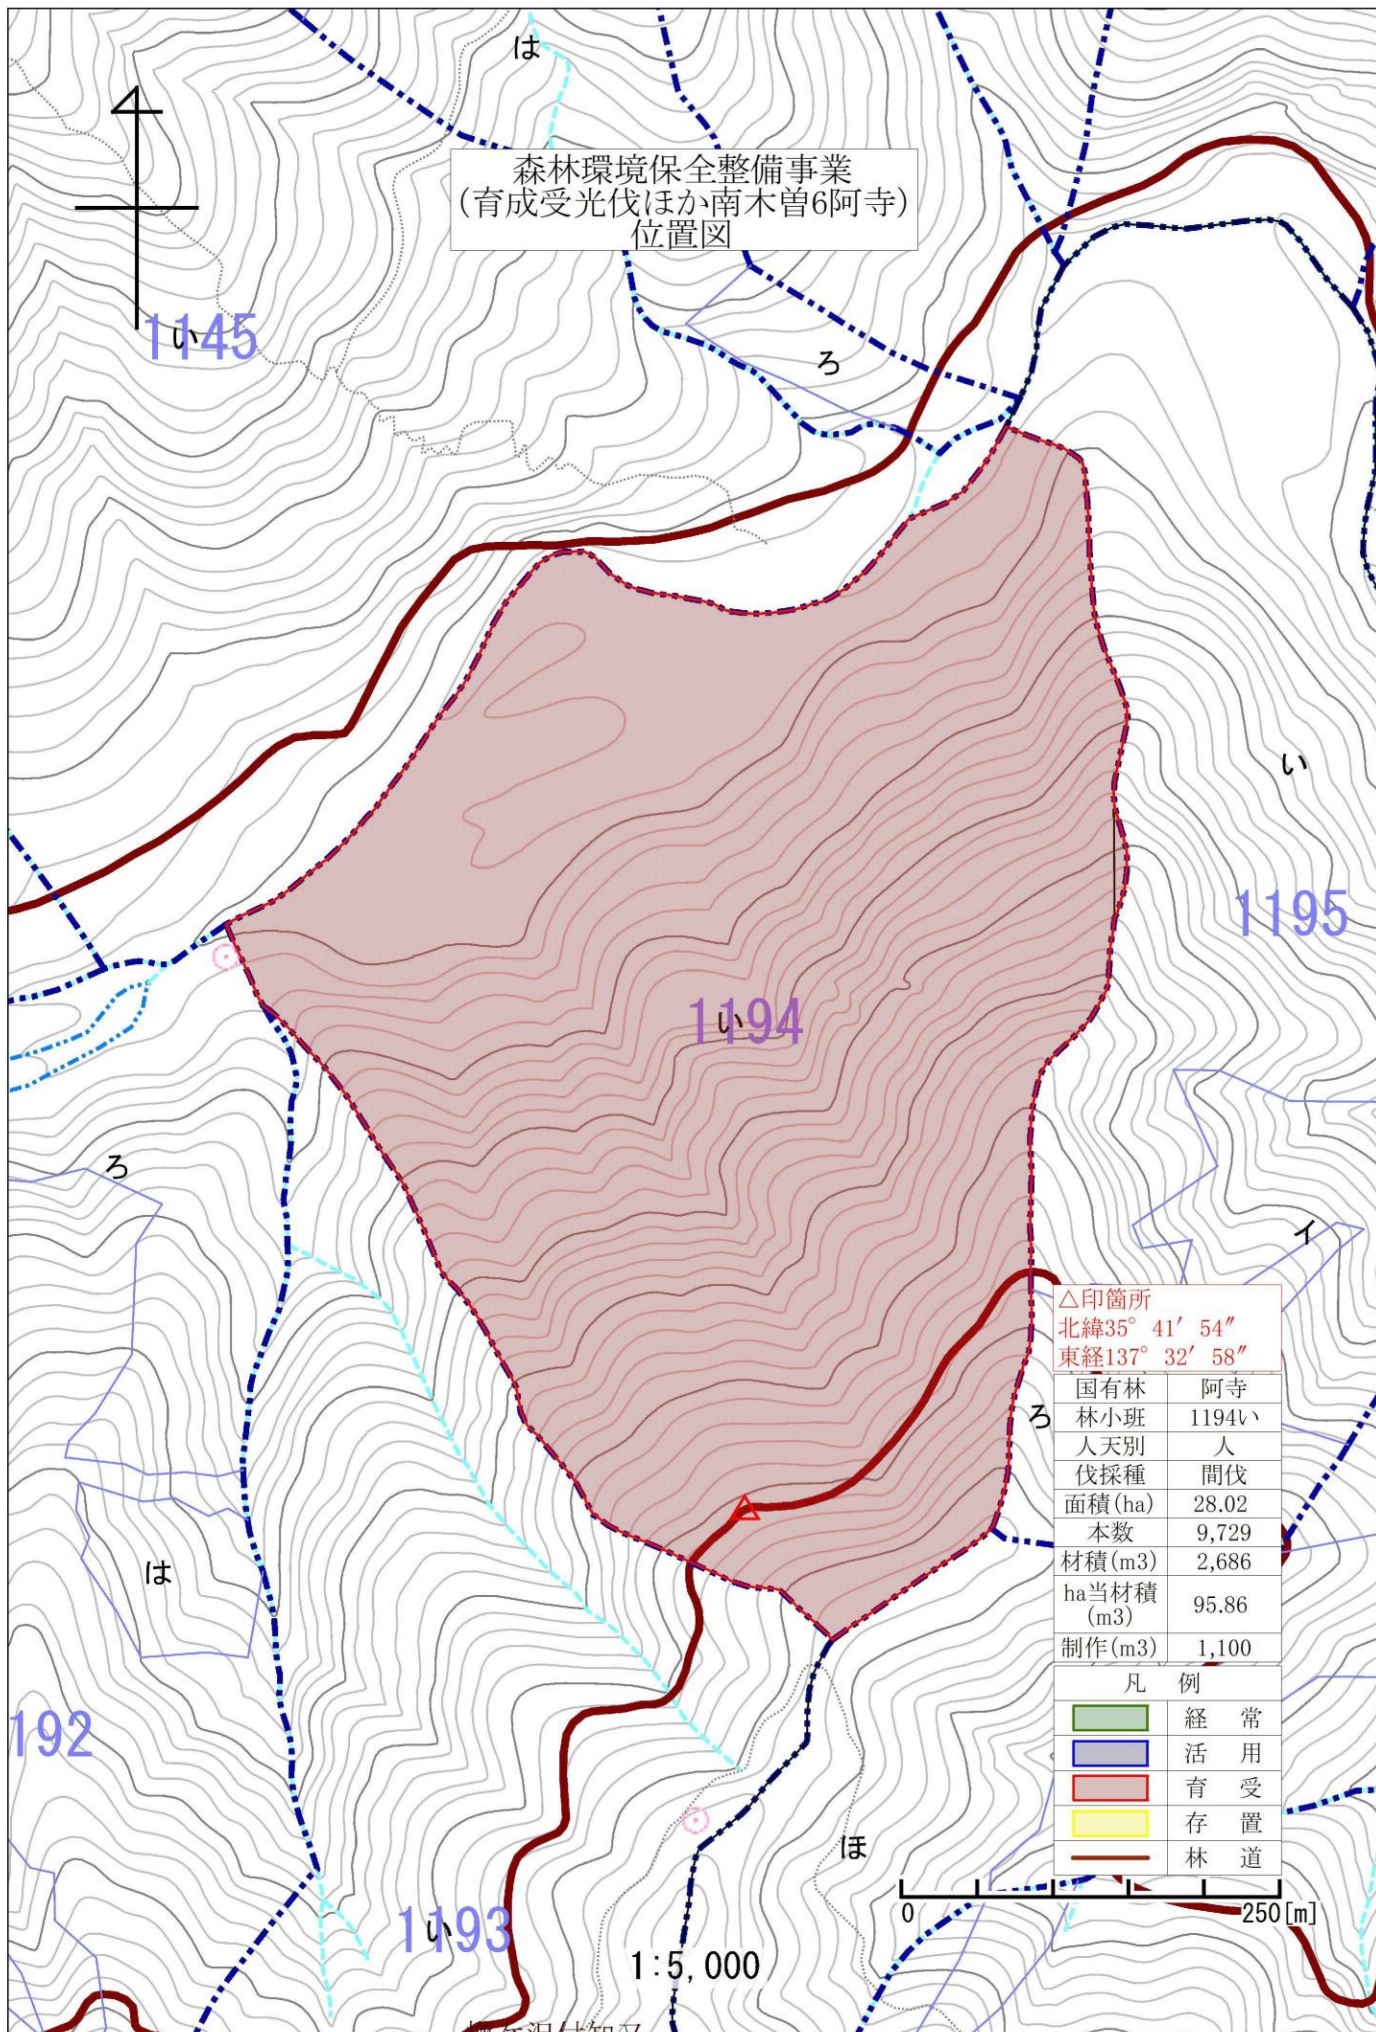 は
森林環境保全整備事業
(育成受光伐ほか南木曽6阿寺)
位置図
1145
い
ろ
い
1195
1194
い
ろ
イ
△印箇所
北緯35° 41′ 54″
東経137° 32′ 58″
ろ
国有林 阿寺
林小班 1194い
人天別 人
伐採種 間伐
面積(ha) 28.02
本数 9,729
材積(m3) 2,686
ha当材積
(m3) 95.86
制作(m3) 1,100
は
凡 例
経 常
活 用
育 受
存 置
林 道
192
ほ
0 250[m]
1193
い
1:5,000